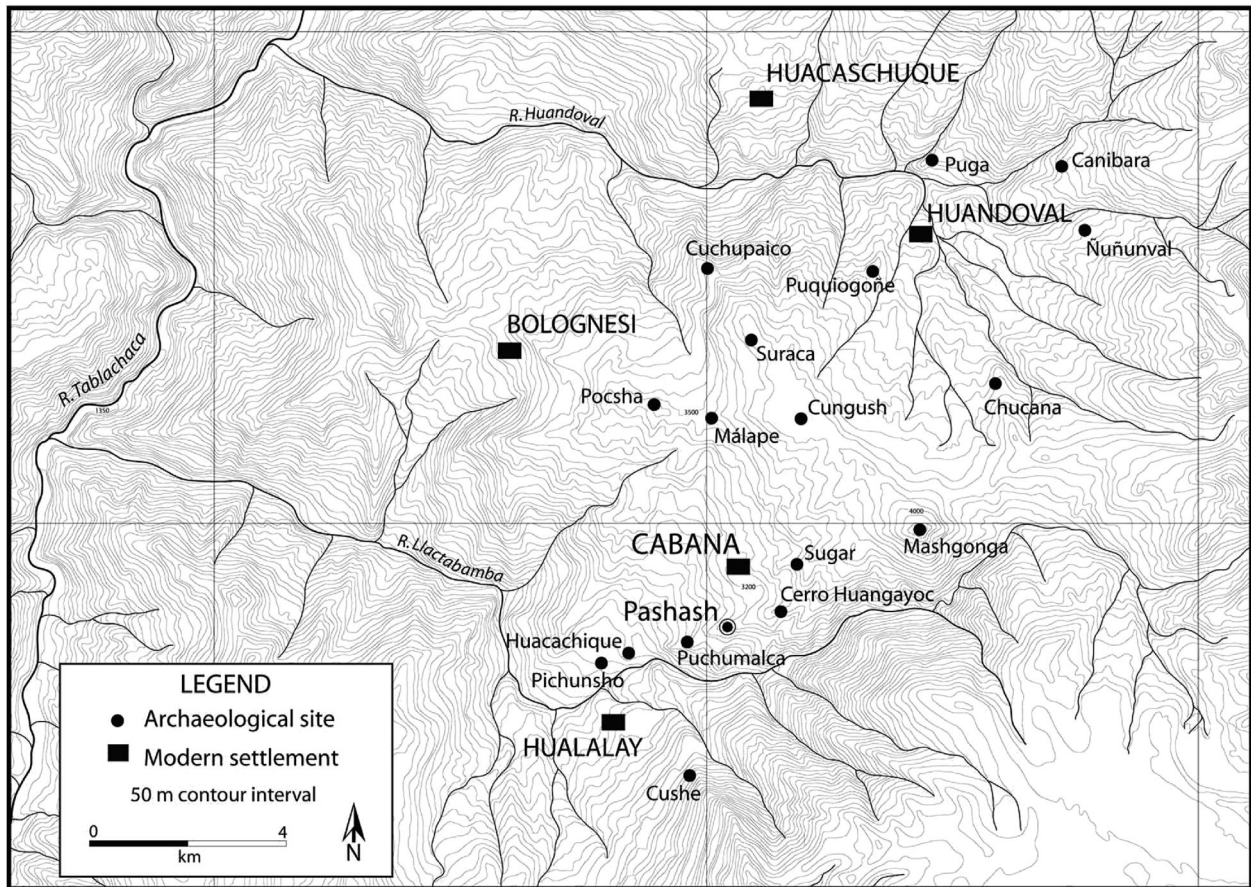 HUACASCHUQUE
R. Huandoval
Puga
Canibara
HUANDOVAL
Ñuñunval
Cuchupaico
Puquiogoñe
BOLOGNESI
Suraca
R. Tablachaca
1350
Pocsha
3500
Málape
Cungush
Chucana
4000
Mashgonga
R. Llactabamba
CABANA
Sugar
3200
Cerro Huangayoc
Pashash
Huacachique
Puchumalca
Pichunsho
HUALALAY
Cushe
LEGEND
Archaeological site
Modern settlement
50 m contour interval
0 4
km
N